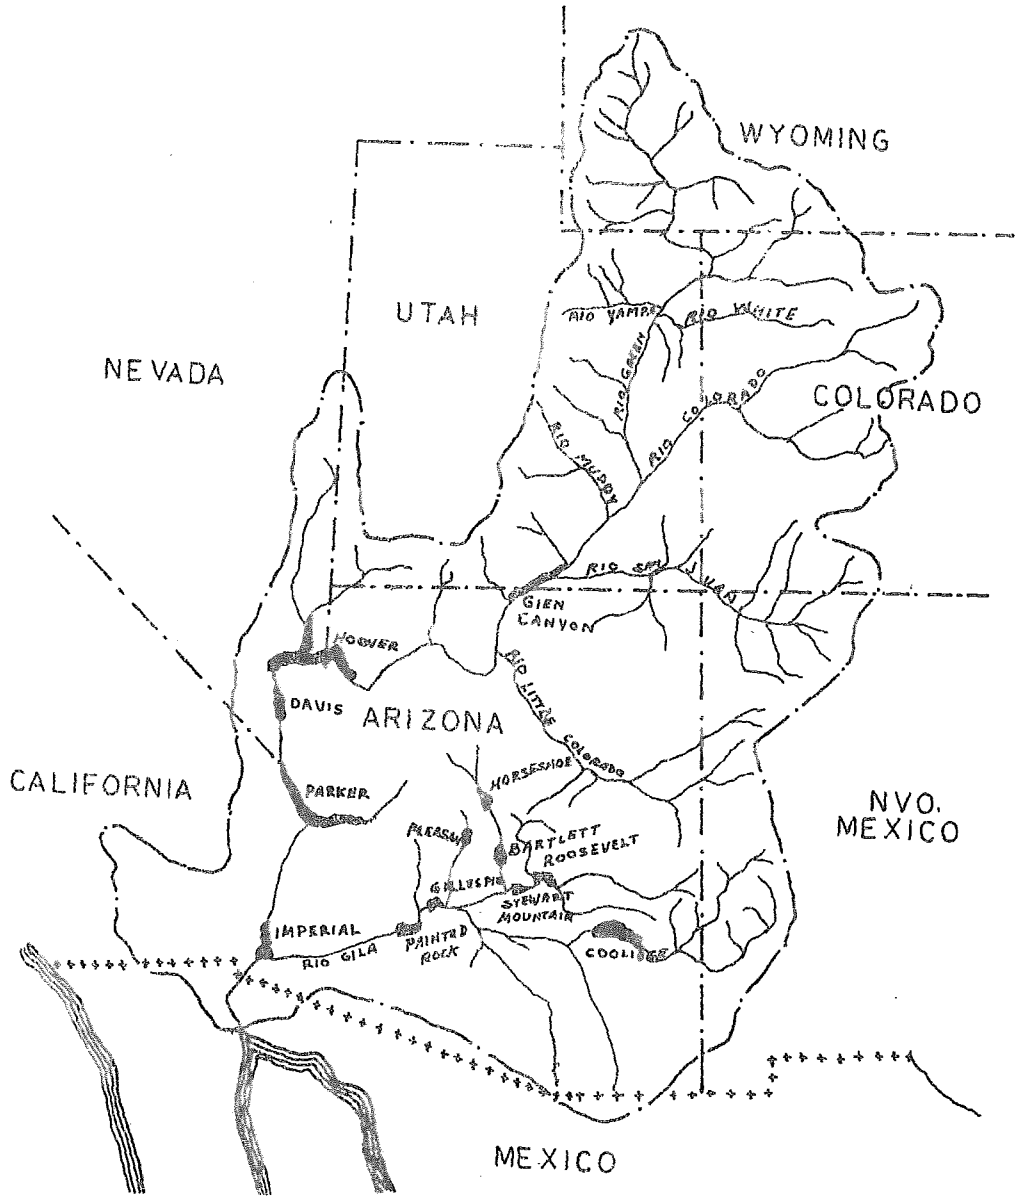 WYOMING
UTAH
NEVADA
RIO YAMPA
RIO WHITE
RIO GREEN
RIO COLORADO
COLORADO
RIO MUDDY
RIO SAN JUAN
GLEN
CANYON
HOOVER
RIO LITTLE COLORADO
DAVIS
ARIZONA
HORSESHOE
CALIFORNIA
PARKER
NVO.
MEXICO
PLEASANT
BARTLETT
ROOSEVELT
GILLESPIE
STEWART
MOUNTAIN
IMPERIAL
PAINTED
ROCK
COOLIDGE
RIO GILA
MEXICO